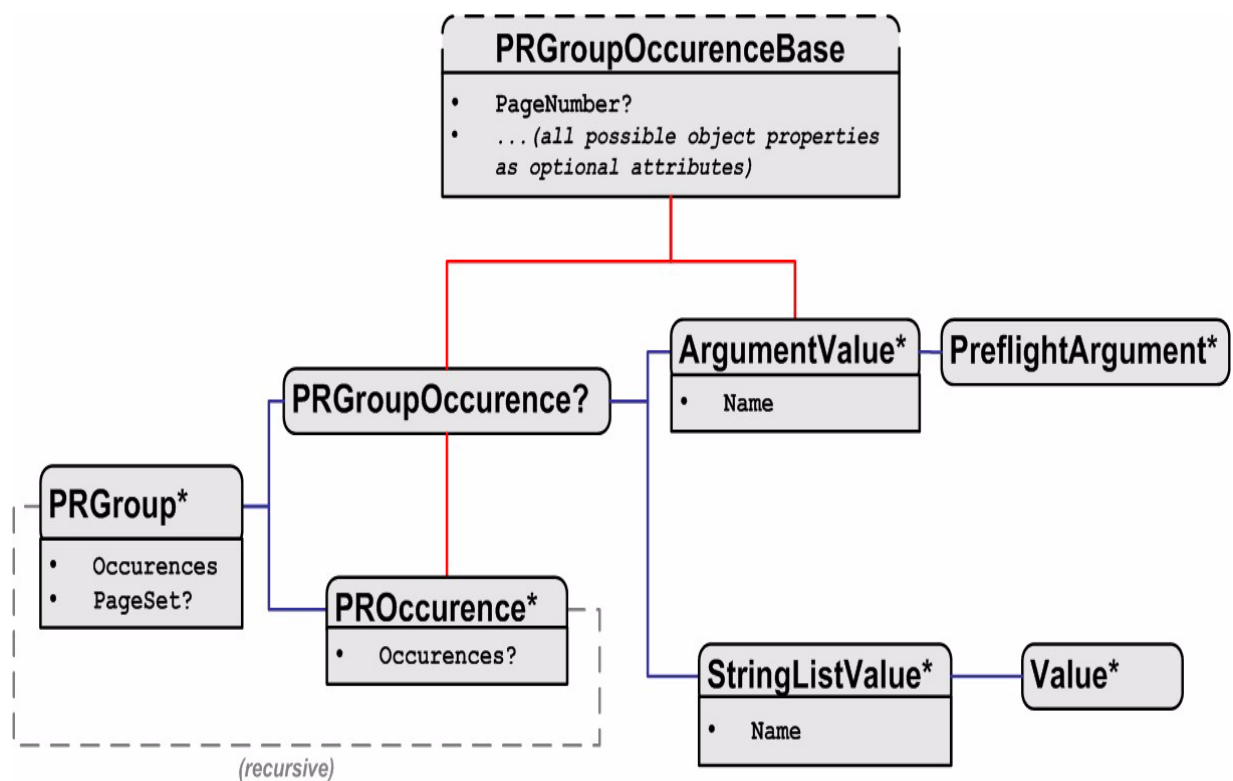 PRGroupOccurenceBase
• PageNumber?
• ...(all possible object properties
as optional attributes)
ArgumentValue*
• Name
PreflightArgument*
PRGroupOccurence?
PRGroup*
• Occurences
• PageSet?
PROccurence*
• Occurences?
StringListValue*
• Name
Value*
(recursive)